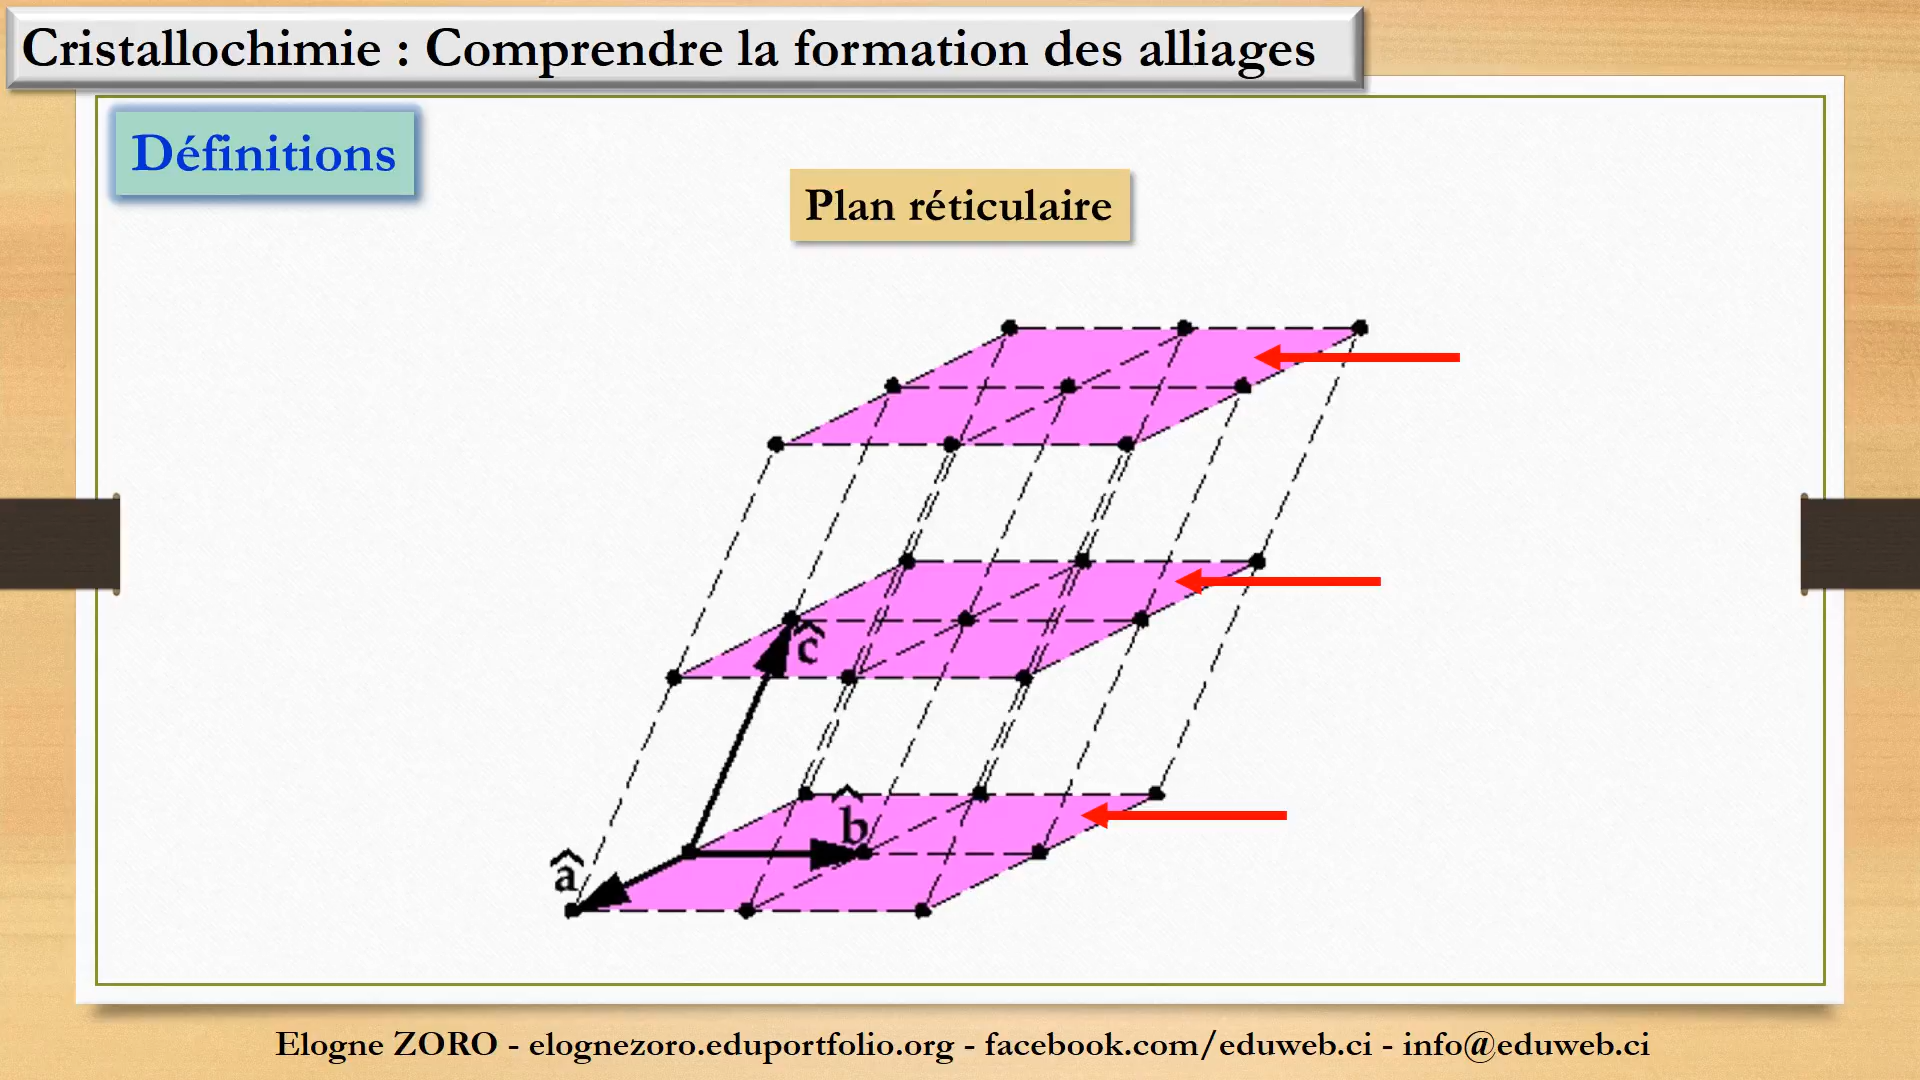 Cristallochimie : Comprendre la formation des alliages
Définitions
Plan réticulaire
ĉ
b̂
â
Elogne ZORO - elognezoro.eduportfolio.org - facebook.com/eduweb.ci - info@eduweb.ci